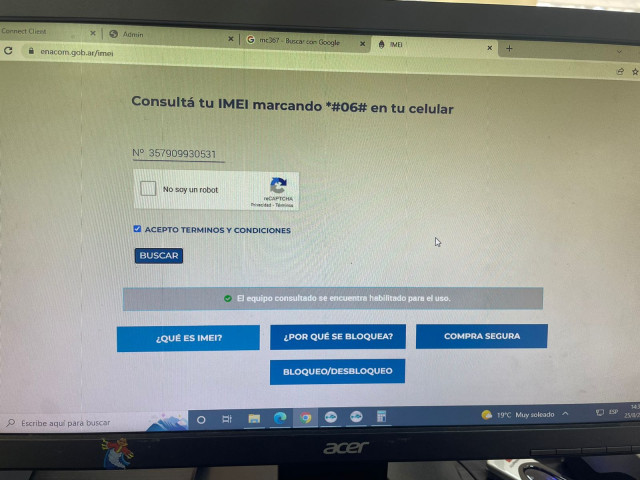 Connect Client
Admin
mc367 - Buscar con Google
IMEI
enacom.gob.ar/imei
Consultá tu IMEI marcando *#06# en tu celular
Nº 357909930531
No soy un robot
reCAPTCHA
Privacidad - Términos
ACEPTO TERMINOS Y CONDICIONES
BUSCAR
El equipo consultado se encuentra habilitado para el uso.
¿QUÉ ES IMEI?
¿POR QUÉ SE BLOQUEA?
COMPRA SEGURA
BLOQUEO/DESBLOQUEO
Escribe aquí para buscar
19°C Muy soleado
ESP
acer